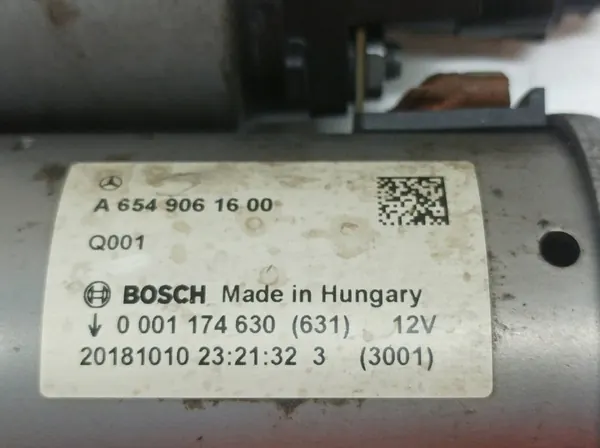 A 654 906 16 00
Q001
BOSCH Made in Hungary
↓ 0 001 174 630 (631) 12V
20181010 23:21:32 3 (3001)